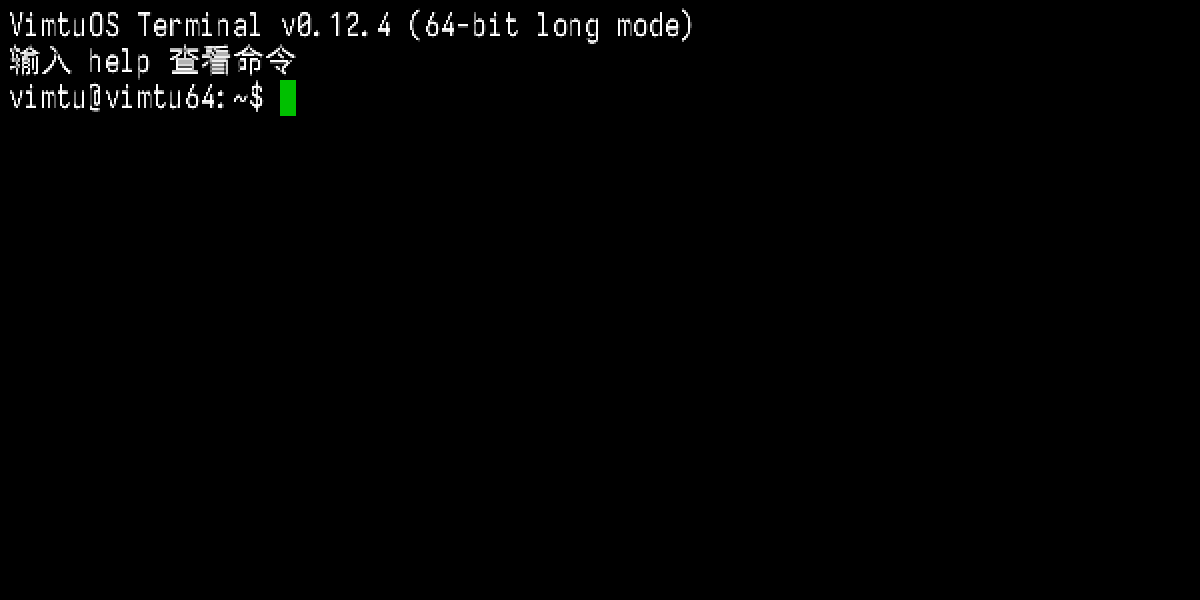 VimtuOS Terminal v0.12.4 (64-bit long mode)
输入 help 查看命令
vimtu@vimtu64:~$